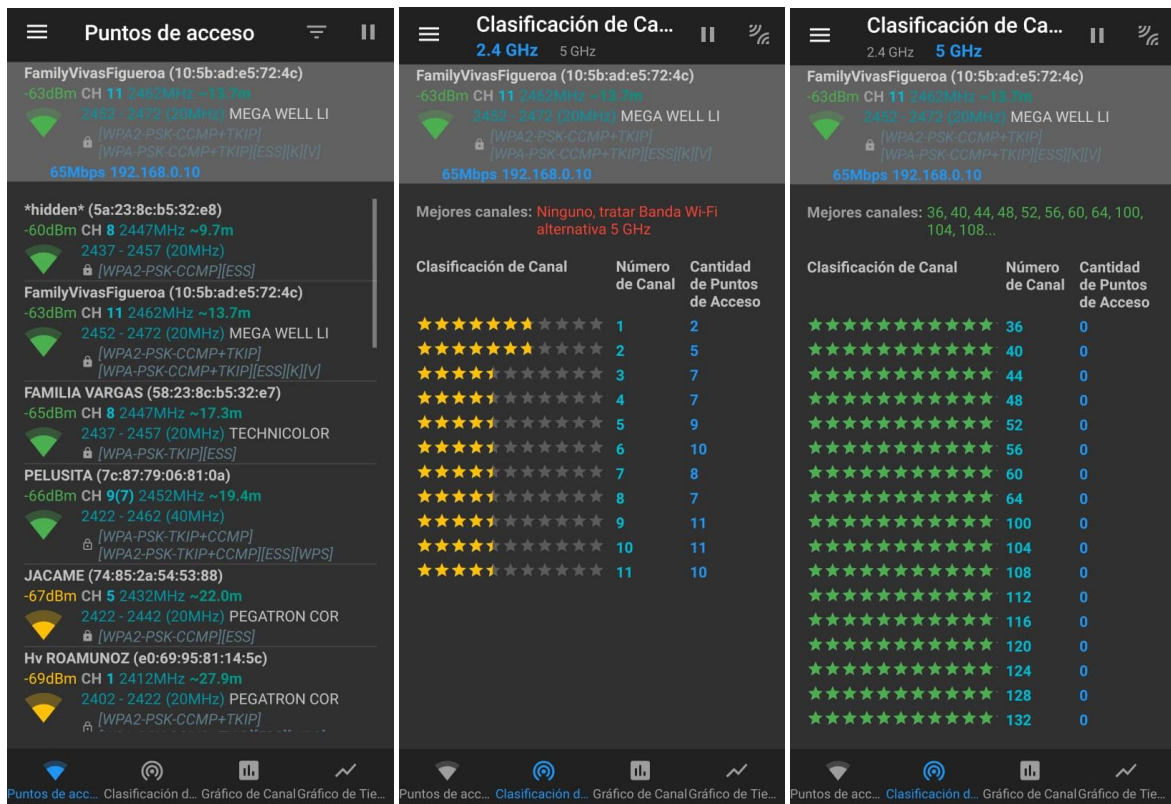 Puntos de acceso
FamilyVivasFigueroa (10:5b:ad:e5:72:4c)
-63dBm CH 11 2462MHz ~13.7m
2452 - 2472 (20MHz) MEGA WELL LI
[WPA2-PSK-CCMP+TKIP]
[WPA-PSK-CCMP+TKIP][ESS][K][V]
65Mbps 192.168.0.10
*hidden* (5a:23:8c:b5:32:e8)
-60dBm CH 8 2447MHz ~9.7m
2437 - 2457 (20MHz)
[WPA2-PSK-CCMP][ESS]
FamilyVivasFigueroa (10:5b:ad:e5:72:4c)
-63dBm CH 11 2462MHz ~13.7m
2452 - 2472 (20MHz) MEGA WELL LI
[WPA2-PSK-CCMP+TKIP]
[WPA-PSK-CCMP+TKIP][ESS][K][V]
FAMILIA VARGAS (58:23:8c:b5:32:e7)
-65dBm CH 8 2447MHz ~17.3m
2437 - 2457 (20MHz) TECHNICOLOR
[WPA-PSK-TKIP][ESS]
PELUSITA (7c:87:79:06:81:0a)
-66dBm CH 9(7) 2452MHz ~19.4m
2422 - 2462 (40MHz)
[WPA-PSK-TKIP+CCMP]
[WPA2-PSK-TKIP+CCMP][ESS][WPS]
JACAME (74:85:2a:54:53:88)
-67dBm CH 5 2432MHz ~22.0m
2422 - 2442 (20MHz) PEGATRON COR
[WPA2-PSK-CCMP][ESS]
Hv ROAMUNOZ (e0:69:95:81:14:5c)
-69dBm CH 1 2412MHz ~27.9m
2402 - 2422 (20MHz) PEGATRON COR
[WPA2-PSK-CCMP+TKIP]
Puntos de acc... Clasificación d... Gráfico de Canal Gráfico de Tie...
Clasificación de Ca...
2.4 GHz 5 GHz
FamilyVivasFigueroa (10:5b:ad:e5:72:4c)
-63dBm CH 11 2462MHz ~13.7m
2452 - 2472 (20MHz) MEGA WELL LI
[WPA2-PSK-CCMP+TKIP]
[WPA-PSK-CCMP+TKIP][ESS][K][V]
65Mbps 192.168.0.10
Mejores canales: Ninguno, tratar Banda Wi-Fi
alternativa 5 GHz
Clasificación de Canal Número Cantidad
de Canal de Puntos
de Acceso
1 2
2 5
3 7
4 7
5 9
6 10
7 8
8 7
9 11
10 11
11 10
Puntos de acc... Clasificación d... Gráfico de Canal Gráfico de Tie...
Clasificación de Ca...
2.4 GHz 5 GHz
FamilyVivasFigueroa (10:5b:ad:e5:72:4c)
-63dBm CH 11 2462MHz ~13.7m
2452 - 2472 (20MHz) MEGA WELL LI
[WPA2-PSK-CCMP+TKIP]
[WPA-PSK-CCMP+TKIP][ESS][K][V]
65Mbps 192.168.0.10
Mejores canales: 36, 40, 44, 48, 52, 56, 60, 64, 100,
104, 108...
Clasificación de Canal Número Cantidad
de Canal de Puntos
de Acceso
36 0
40 0
44 0
48 0
52 0
56 0
60 0
64 0
100 0
104 0
108 0
112 0
116 0
120 0
124 0
128 0
132 0
Puntos de acc... Clasificación d... Gráfico de Canal Gráfico de Tie...